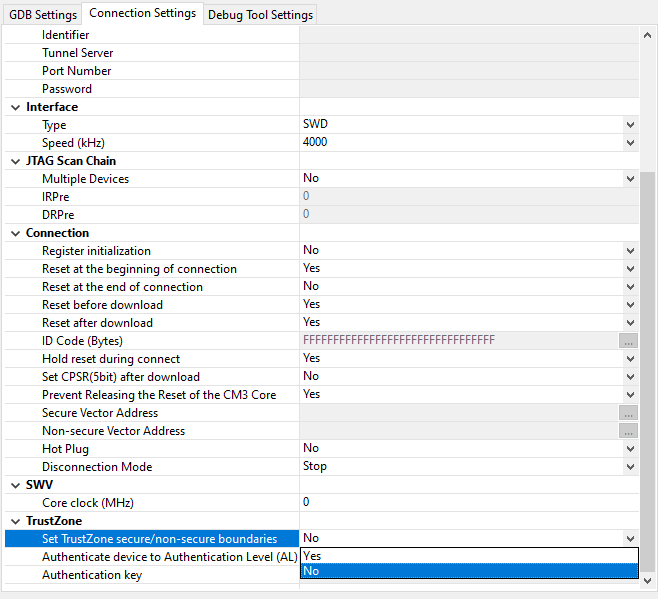 GDB Settings Connection Settings Debug Tool Settings
Identifier
Tunnel Server
Port Number
Password
Interface
Type SWD
Speed (kHz) 4000
JTAG Scan Chain
Multiple Devices No
IRPre 0
DRPre 0
Connection
Register initialization No
Reset at the beginning of connection Yes
Reset at the end of connection No
Reset before download Yes
Reset after download Yes
ID Code (Bytes) FFFFFFFFFFFFFFFFFFFFFFFFFFFFFFFF ...
Hold reset during connect Yes
Set CPSR(5bit) after download No
Prevent Releasing the Reset of the CM3 Core Yes
Secure Vector Address ...
Non-secure Vector Address ...
Hot Plug No
Disconnection Mode Stop
SWV
Core clock (MHz) 0
TrustZone
Set TrustZone secure/non-secure boundaries No
Authenticate device to Authentication Level (AL) Yes
Authentication key No